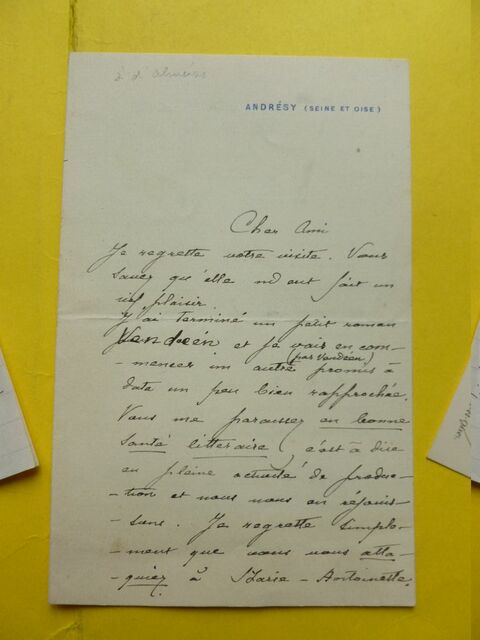 à d'Alméras
ANDRÉSY (SEINE ET OISE)
Cher Ami
Je regrette votre visite. Vous
savez qu'elle m'eut fait un
vif plaisir.
J'ai terminé un petit roman
Vendéen et je vais en com-
(pas Vendéen)
mencer un autre promis à
date un peu bien rapprochée.
Vous me paraissez en bonne
santé litteraire, c'est à dire
en pleine activité de produc-
-tion et nous nous en réjouis-
-sons. Je regrette simple-
-ment que vous vous atta-
-quiez à Marie-Antoinette.